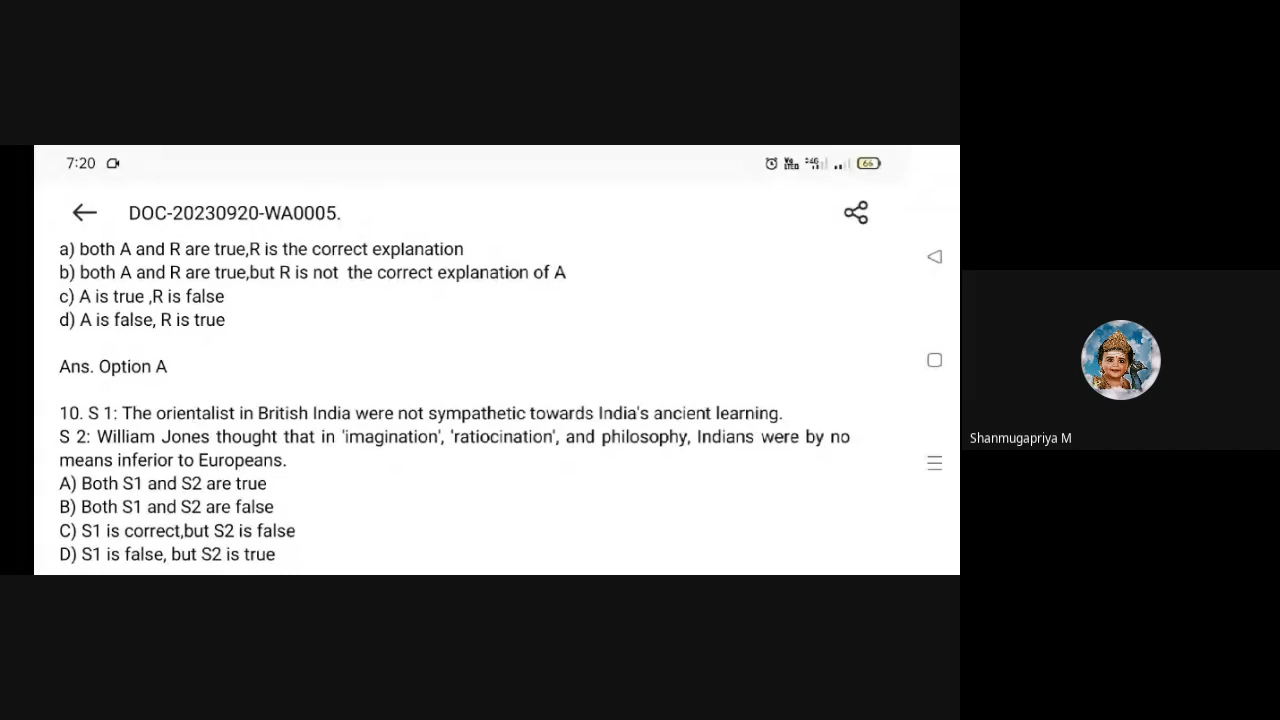 7:20
66
DOC-20230920-WA0005.
a) both A and R are true,R is the correct explanation
b) both A and R are true,but R is not the correct explanation of A
c) A is true ,R is false
d) A is false, R is true
Ans. Option A
10. S 1: The orientalist in British India were not sympathetic towards India's ancient learning.
S 2: William Jones thought that in 'imagination', 'ratiocination', and philosophy, Indians were by no
means inferior to Europeans.
A) Both S1 and S2 are true
B) Both S1 and S2 are false
C) S1 is correct,but S2 is false
D) S1 is false, but S2 is true
Shanmugapriya M